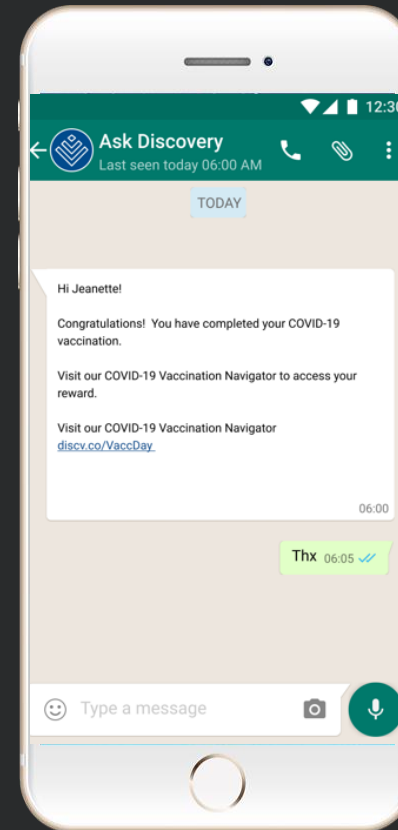 12:30
Ask Discovery
Last seen today 06:00 AM
TODAY
Hi Jeanette!
Congratulations! You have completed your COVID-19
vaccination.
Visit our COVID-19 Vaccination Navigator to access your
reward.
Visit our COVID-19 Vaccination Navigator
discv.co/VaccDay
06:00
Thx 06:05
Type a message